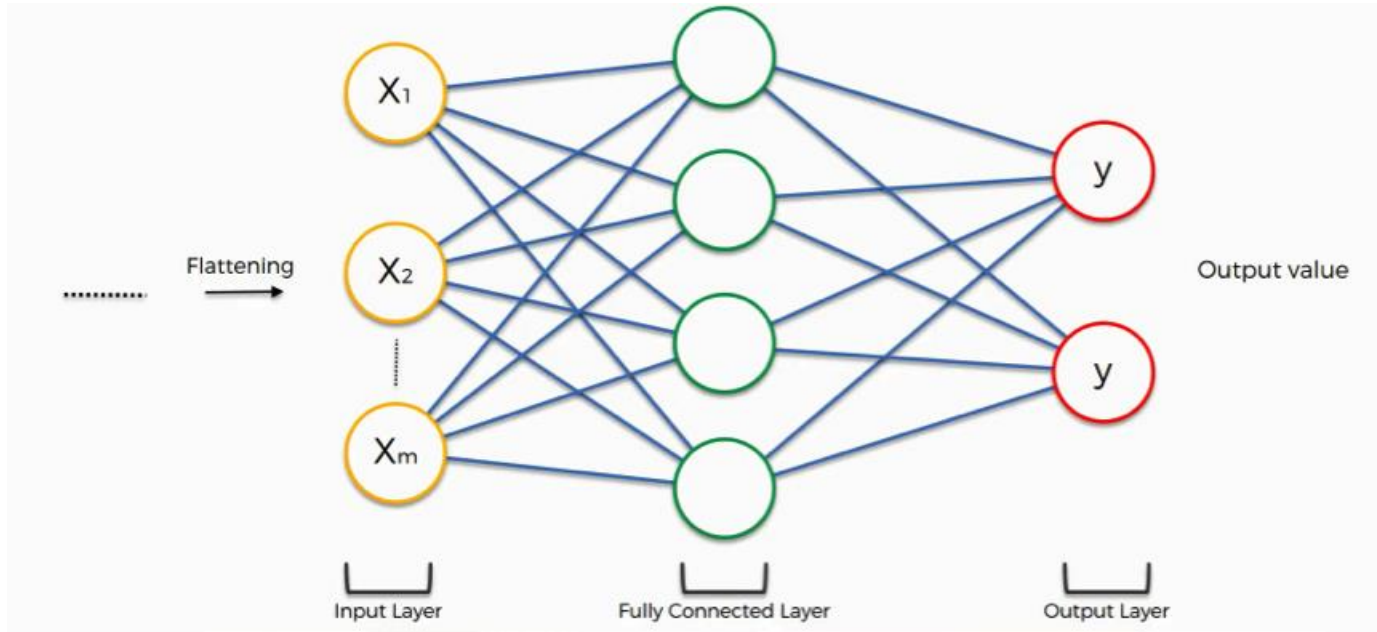 X₁
Flattening
X₂
Xₘ
y
y
Output value
Input Layer
Fully Connected Layer
Output Layer